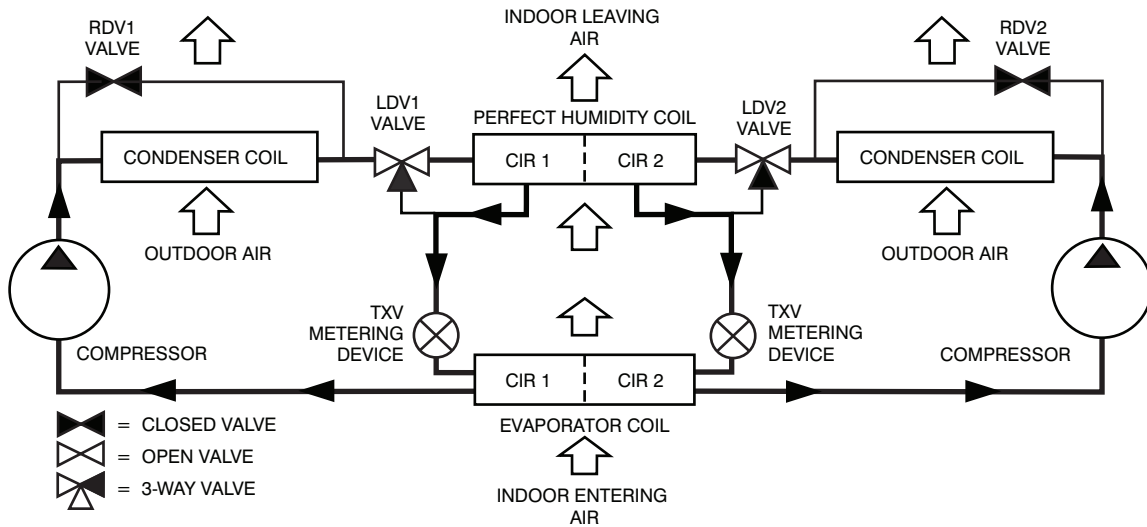 RDV1
VALVE
INDOOR LEAVING
AIR
RDV2
VALVE
LDV1
VALVE
PERFECT HUMIDITY COIL
LDV2
VALVE
CONDENSER COIL
CIR 1
CIR 2
CONDENSER COIL
OUTDOOR AIR
OUTDOOR AIR
TXV
METERING
DEVICE
TXV
METERING
DEVICE
COMPRESSOR
COMPRESSOR
CIR 1
CIR 2
EVAPORATOR COIL
= CLOSED VALVE
= OPEN VALVE
= 3-WAY VALVE
INDOOR ENTERING
AIR